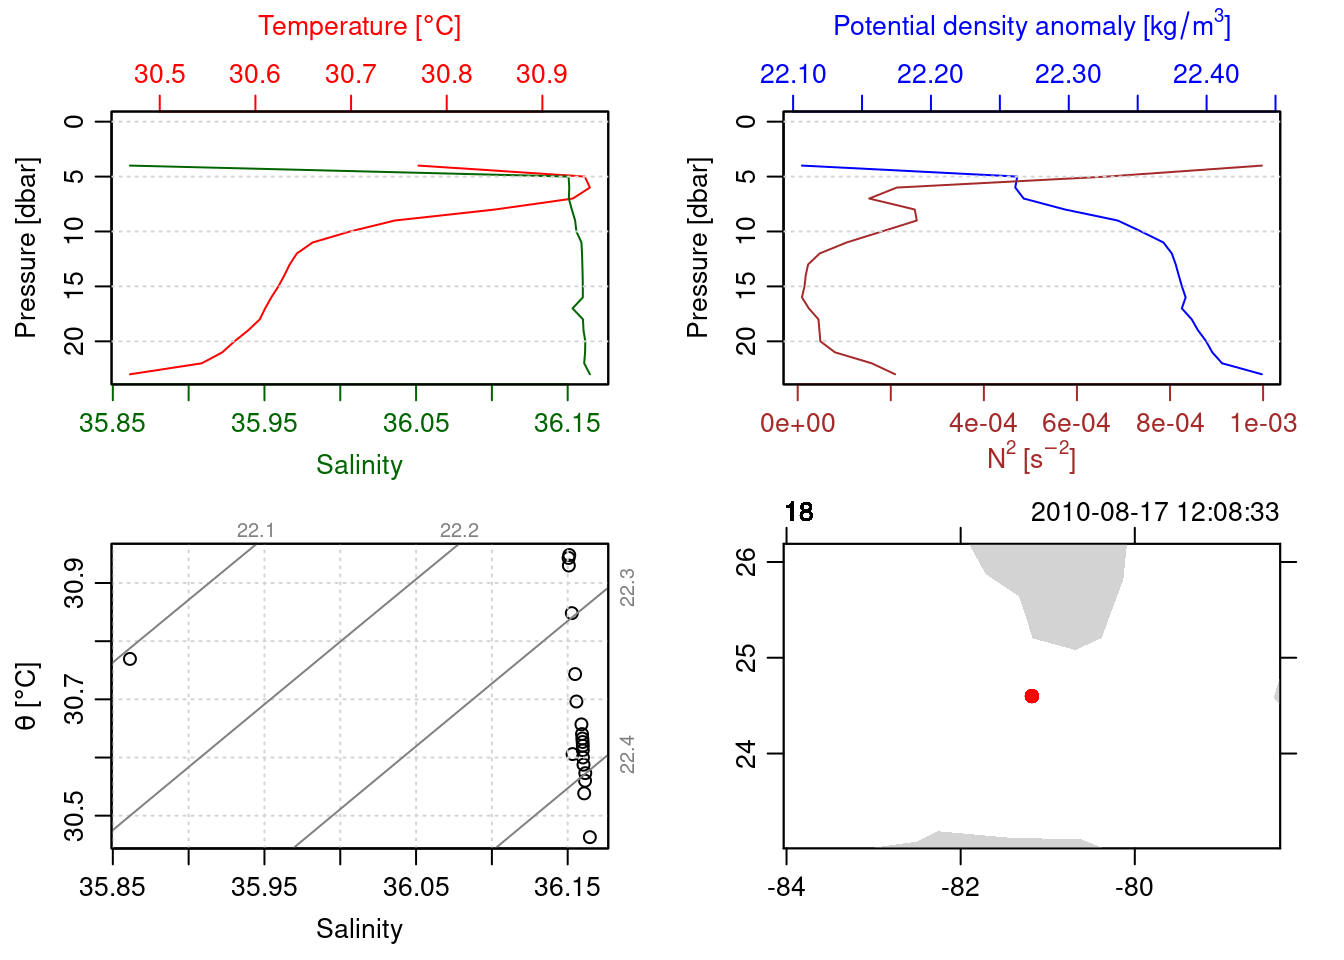 Temperature [°C]
30.5 30.6 30.7 30.8 30.9
Pressure [dbar]
0
5
10
15
20
35.85 35.95 36.05 36.15
Salinity
Potential density anomaly [kg/m³]
22.10 22.20 22.30 22.40
Pressure [dbar]
0
5
10
15
20
0e+00 4e-04 6e-04 8e-04 1e-03
N² [s⁻²]
22.1 22.2
22.3
22.4
θ [°C]
30.9
30.7
30.5
35.85 35.95 36.05 36.15
Salinity
18 2010-08-17 12:08:33
26
25
24
-84 -82 -80